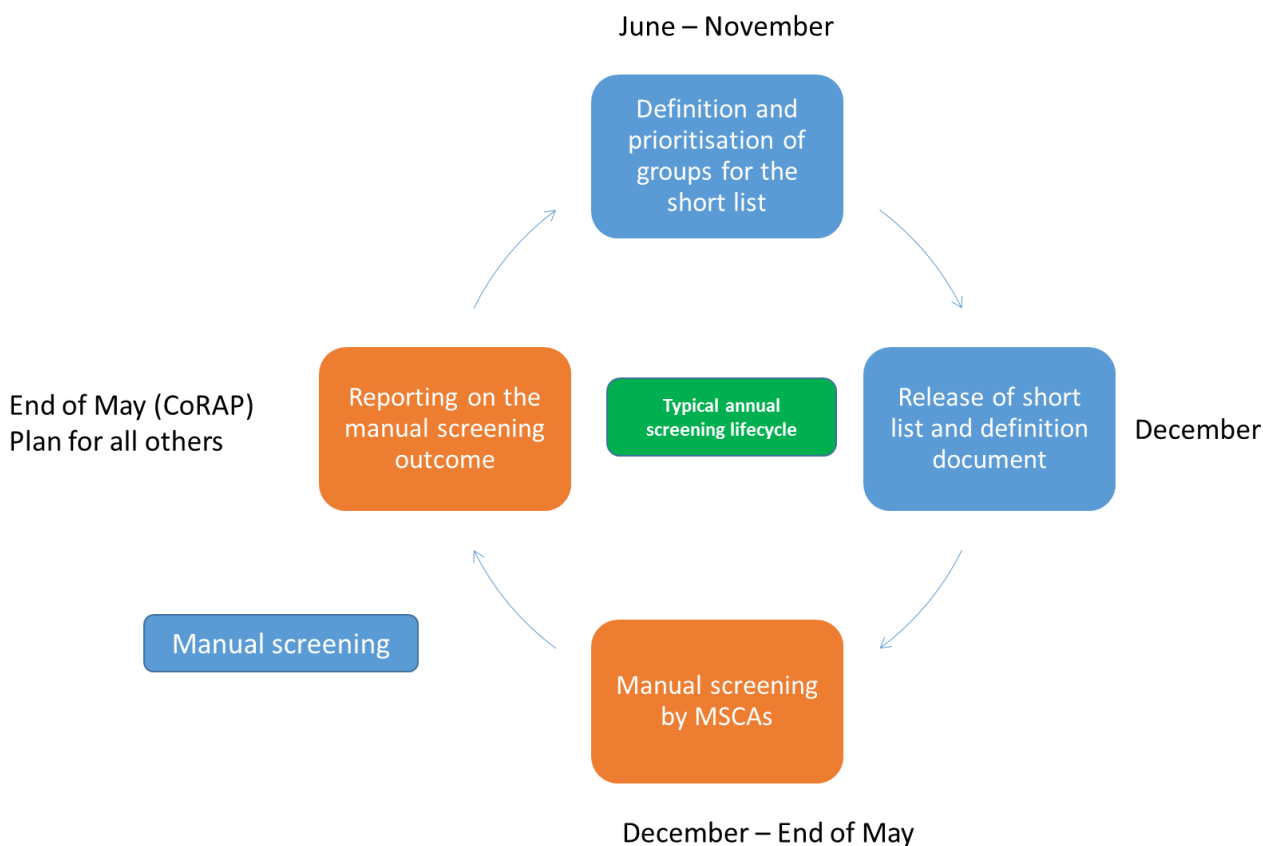 June – November
Definition and
prioritisation of
groups for the
short list
End of May (CoRAP)
Plan for all others
Reporting on the
manual screening
outcome
Typical annual
screening lifecycle
Release of short
list and definition
document
December
Manual screening
Manual screening
by MSCAs
December – End of May